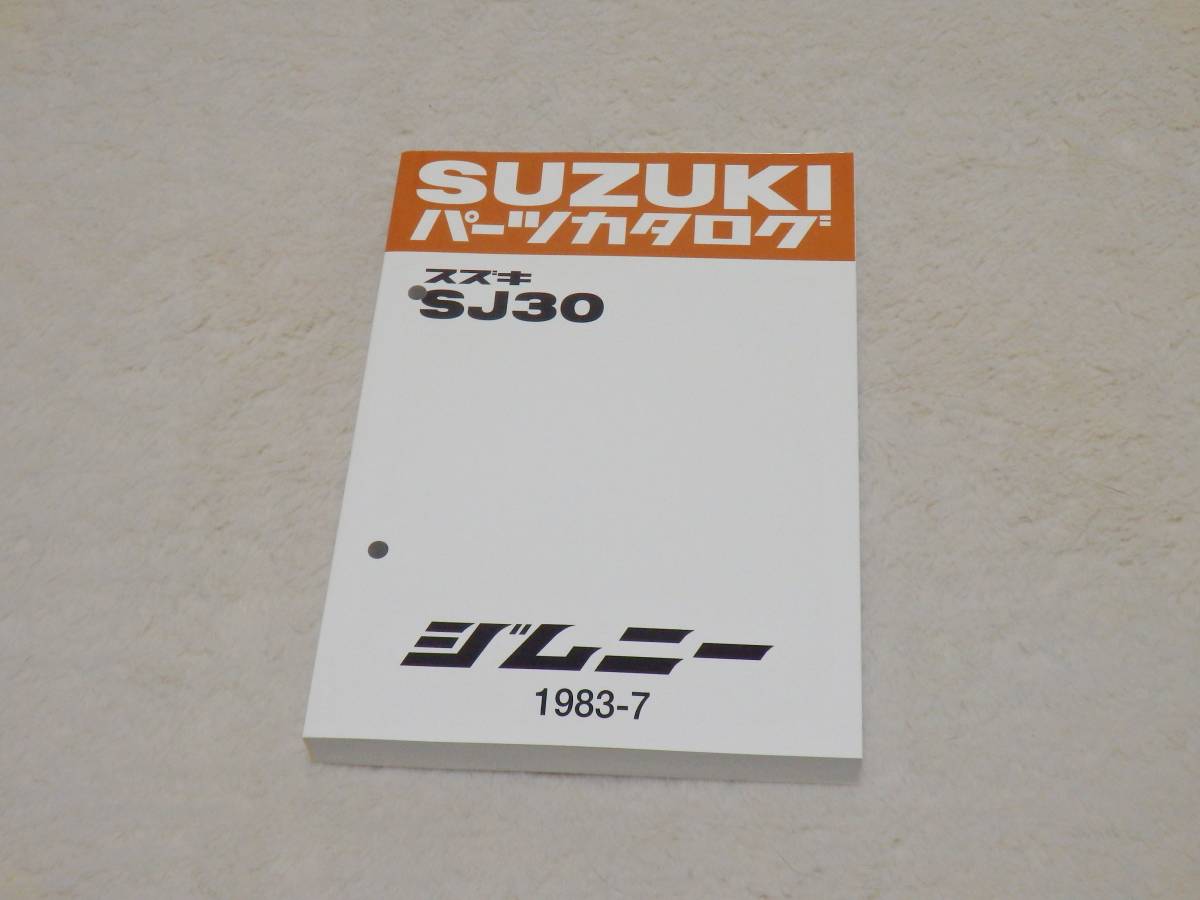 SUZUKI
パーツカタログ
スズキ
SJ30
ジムニー
1983-7